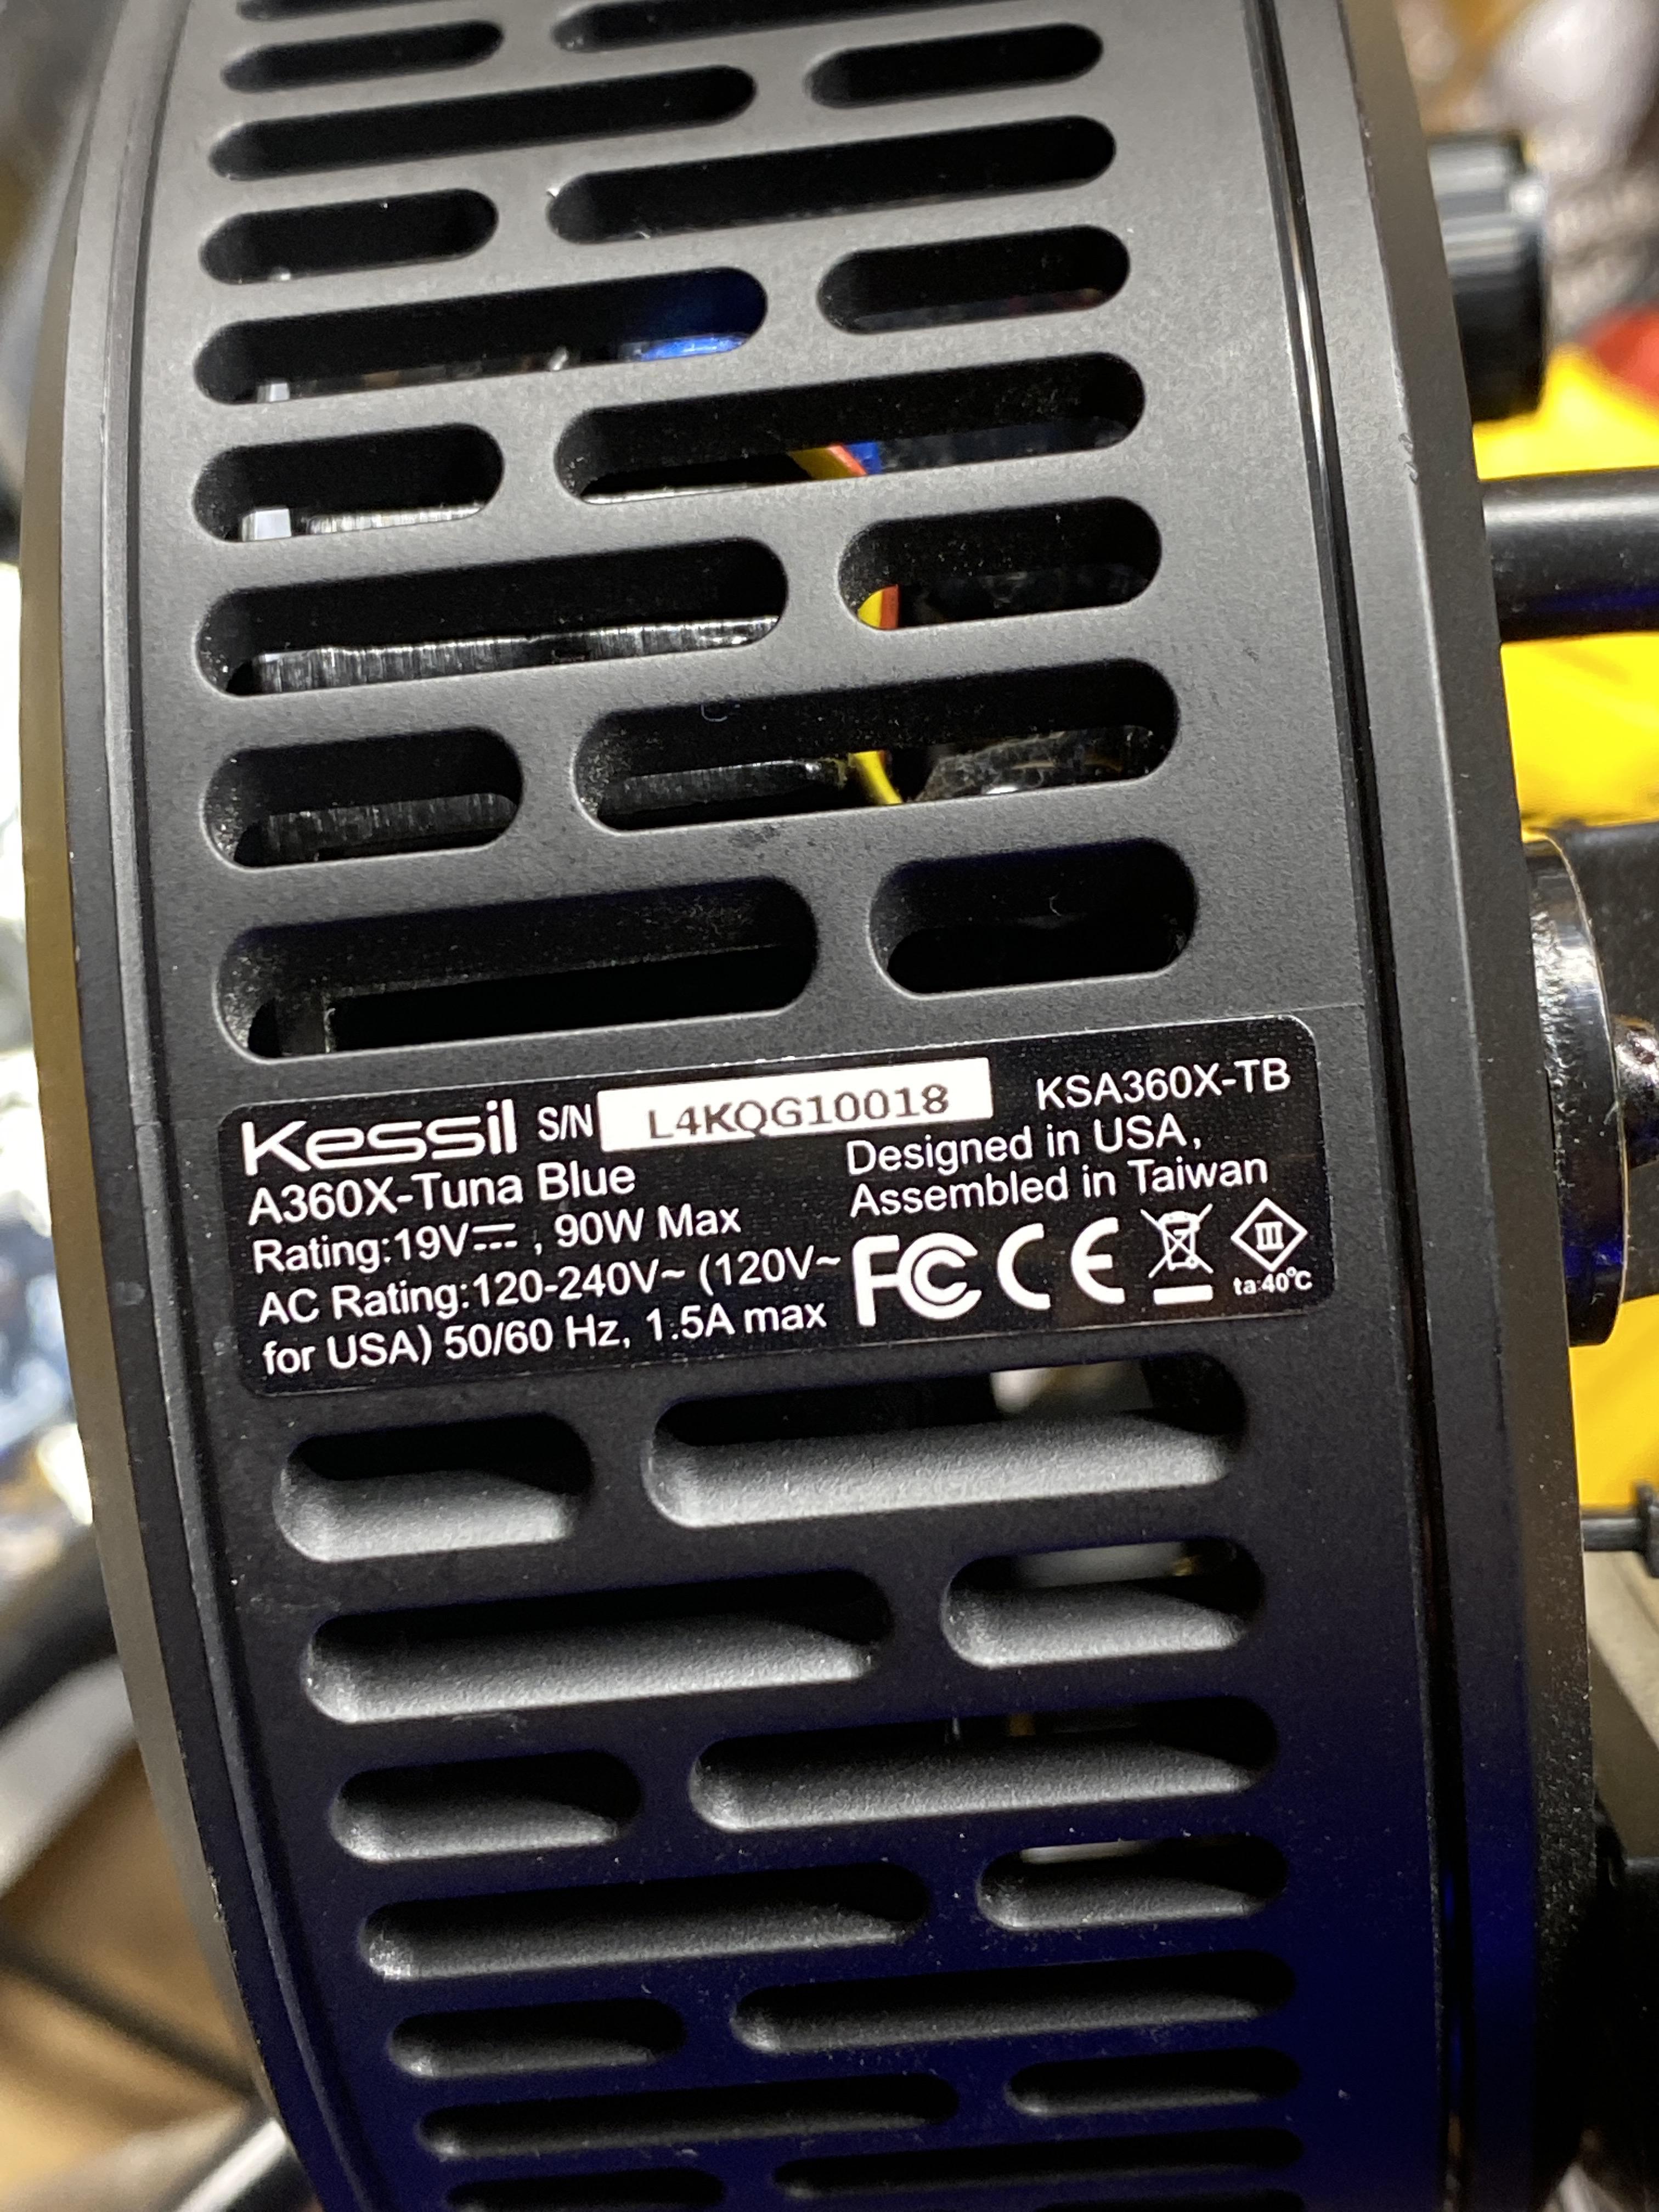 Kessil S/N L4KQG10018 KSA360X-TB
A360X-Tuna Blue
Rating:19V⎓, 90W Max
AC Rating:120-240V~ (120V~
for USA) 50/60 Hz, 1.5A max
Designed in USA,
Assembled in Taiwan
FC CE III
ta:40°C